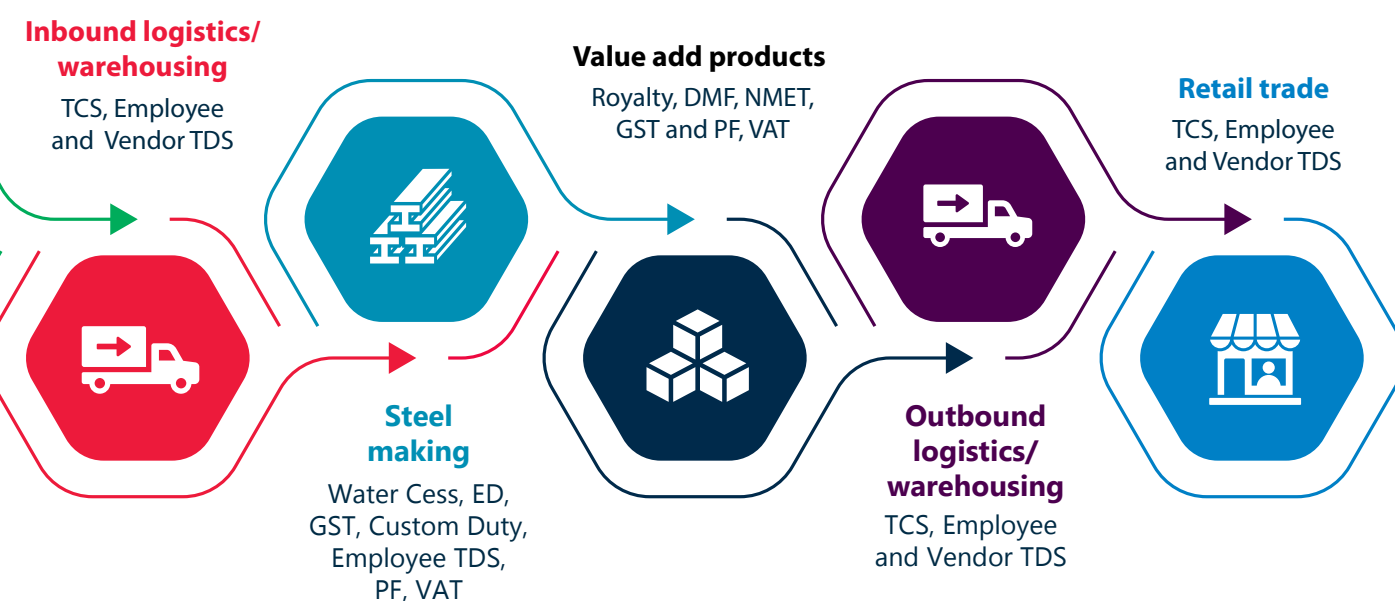 Inbound logistics/
warehousing
TCS, Employee
and Vendor TDS
Steel
making
Water Cess, ED,
GST, Custom Duty,
Employee TDS,
PF, VAT
Value add products
Royalty, DMF, NMET,
GST and PF, VAT
Outbound
logistics/
warehousing
TCS, Employee
and Vendor TDS
Retail trade
TCS, Employee
and Vendor TDS